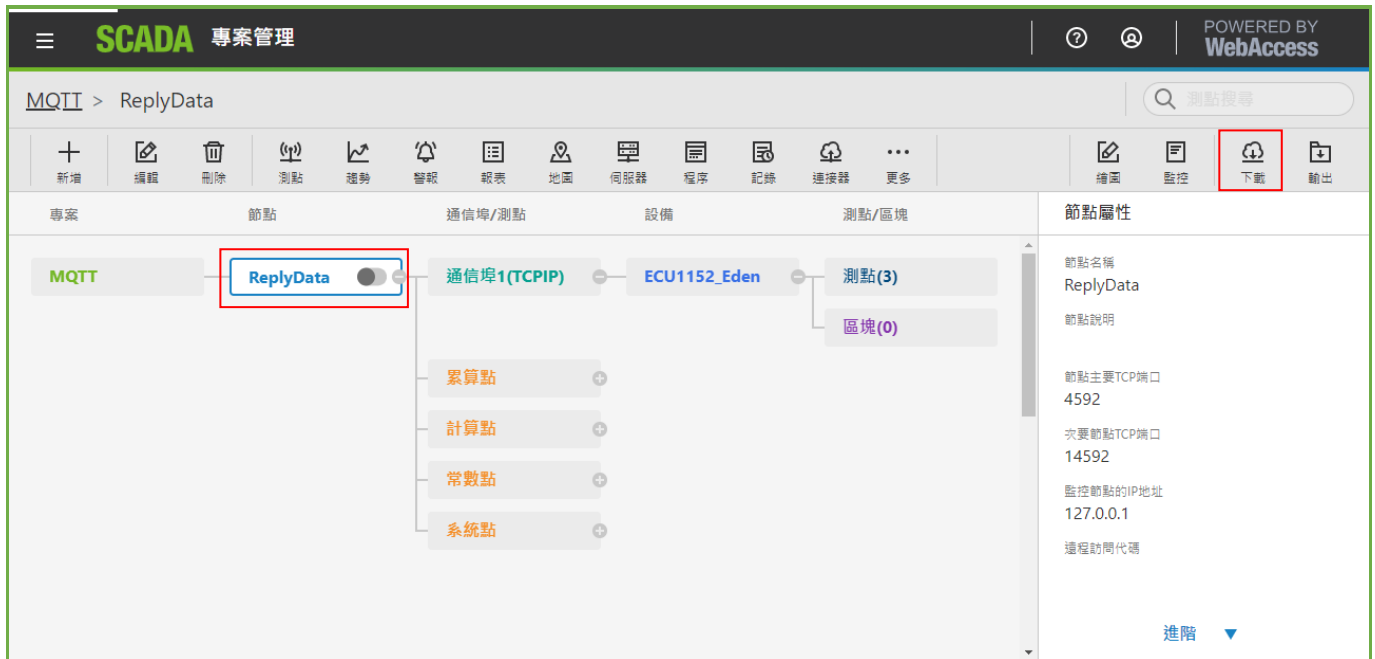 SCADA 專案管理 POWERED BY
WebAccess
MQTT > ReplyData 測點搜尋
新增 編輯 刪除 測點 趨勢 警報 報表 地圖 伺服器 程序 記錄 連接器 更多 繪圖 監控 下載 輸出
專案 節點 通信埠/測點 設備 測點/區塊 節點屬性
MQTT ReplyData 通信埠1(TCPIP) ECU1152_Eden 測點(3)
區塊(0)
累算點
計算點
常數點
系統點
節點名稱
ReplyData
節點說明
節點主要TCP端口
4592
次要節點TCP端口
14592
監控節點的IP地址
127.0.0.1
遠程訪問代碼
進階